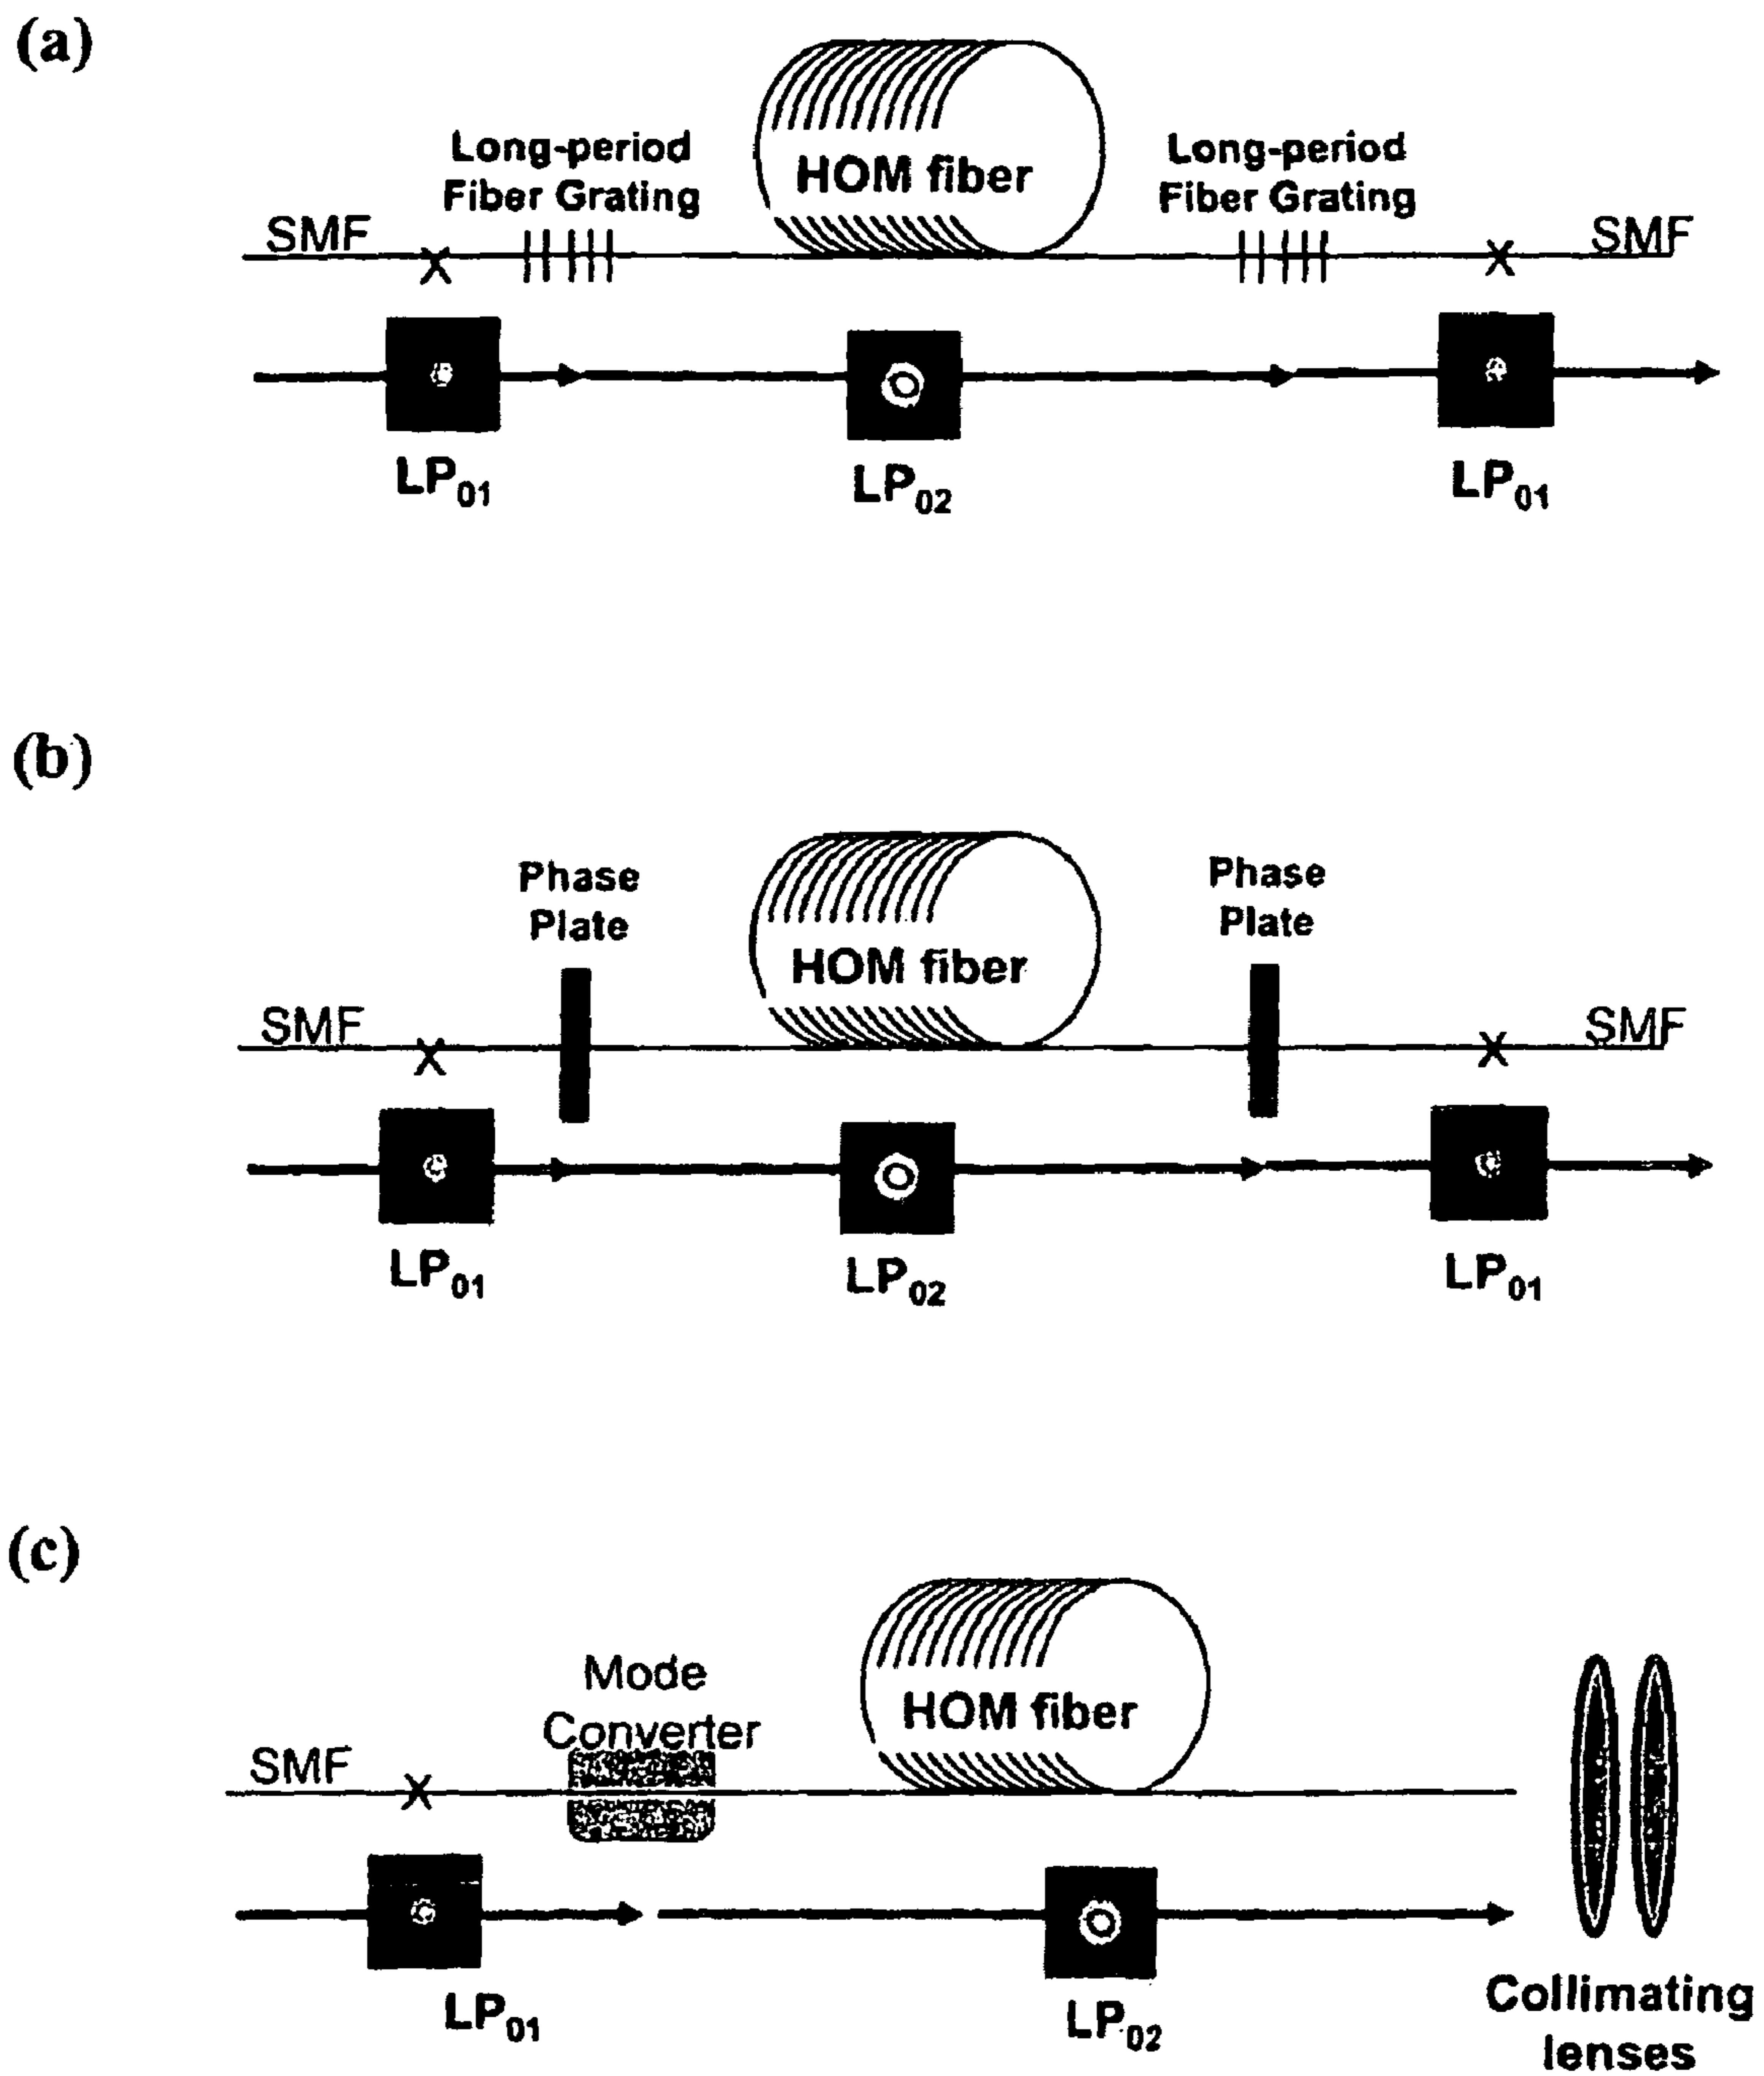 (a)
Long-period
Fiber Grating
HOM fiber
Long-period
Fiber Grating
SMF
SMF
LP01
LP02
LP01
(b)
Phase
Plate
HOM fiber
Phase
Plate
SMF
SMF
LP01
LP02
LP01
(c)
Mode
Converter
HOM fiber
SMF
LP01
LP02
Collimating
lenses